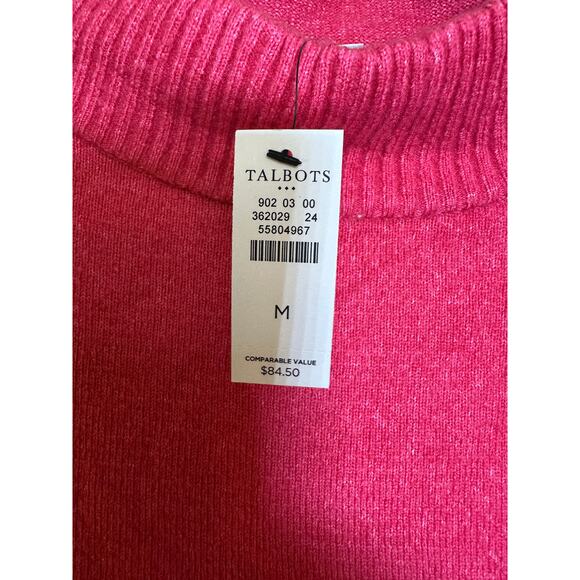 TALBOTS
902 03 00
362029 24
55804967
M
COMPARABLE VALUE
$84.50